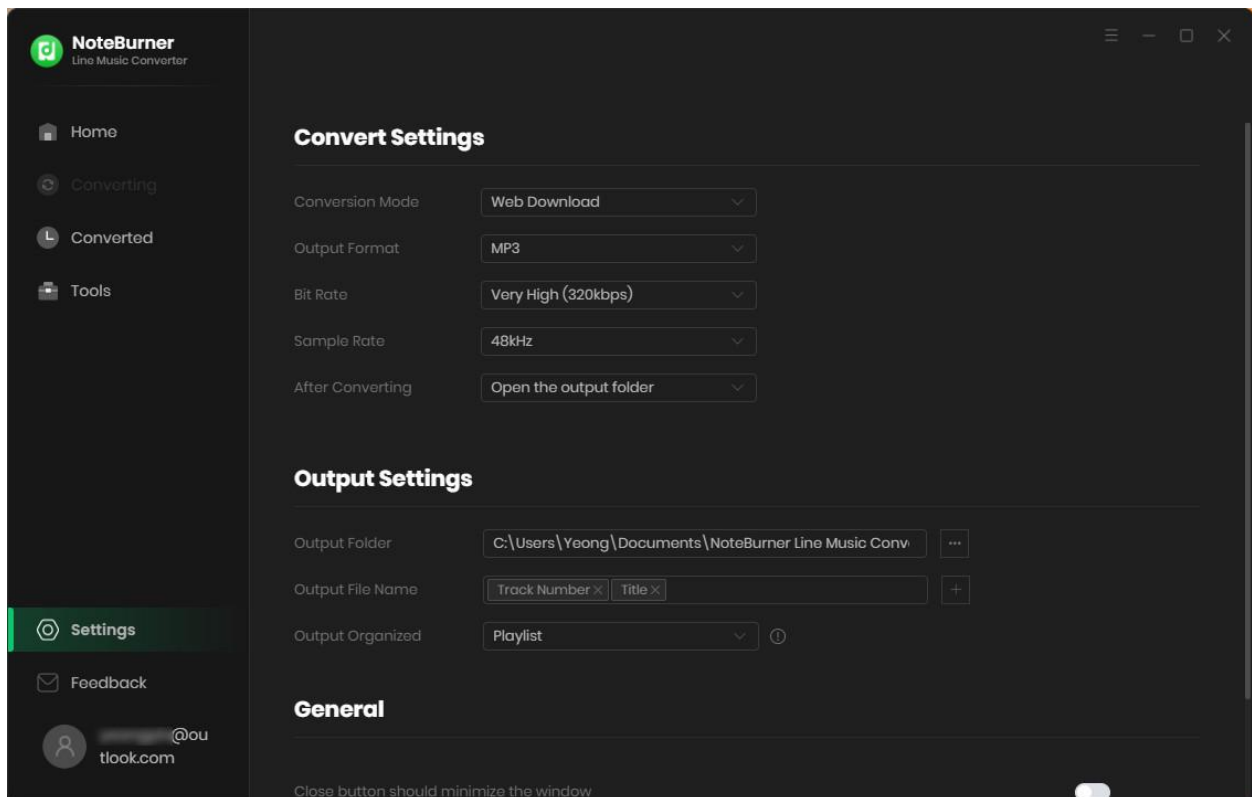 NoteBurner
Line Music Converter
Home
Converting
Converted
Tools
Settings
Feedback
@ou
tlook.com
Convert Settings
Conversion Mode Web Download
Output Format MP3
Bit Rate Very High (320kbps)
Sample Rate 48kHz
After Converting Open the output folder
Output Settings
Output Folder C:\Users\Yeong\Documents\NoteBurner Line Music Conv
Output File Name Track Number Title
Output Organized Playlist
General
Close button should minimize the window